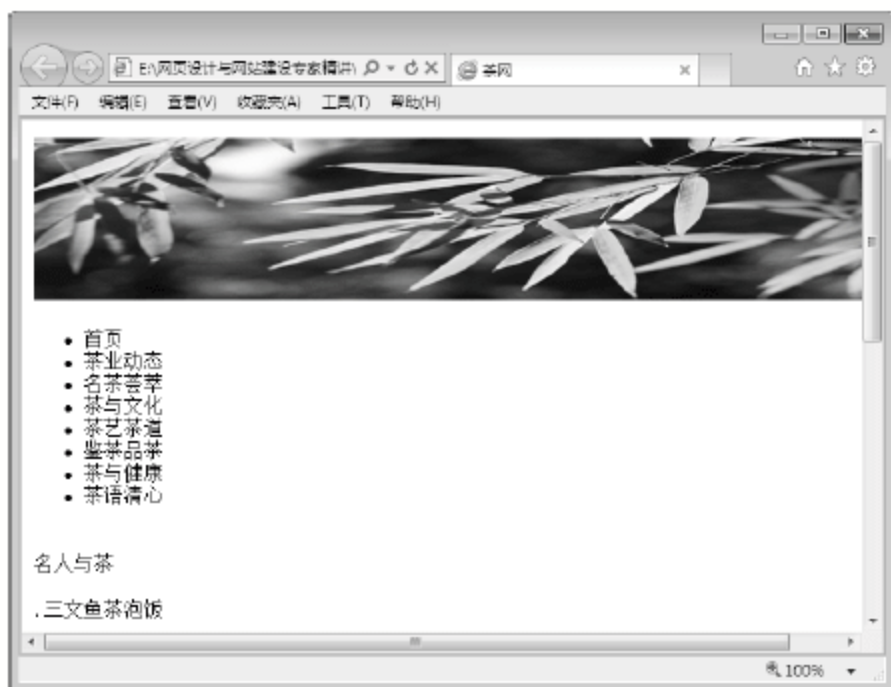 E:\网页设计与网站建设专家精讲\
茶网
文件(F) 编辑(E) 查看(V) 收藏夹(A) 工具(T) 帮助(H)
• 首页
• 茶业动态
• 名茶荟萃
• 茶与文化
• 茶艺茶道
• 鉴茶品茶
• 茶与健康
• 茶语清心
名人与茶
.三文鱼茶泡饭
100%